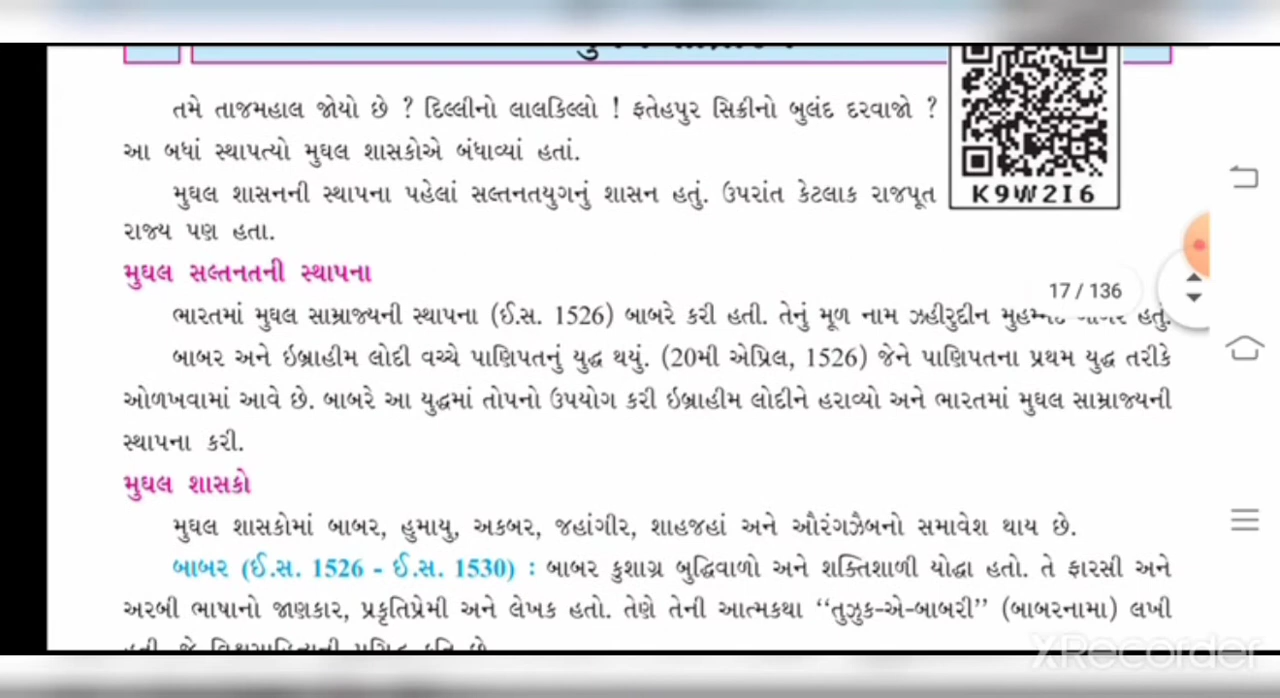 તમે તાજમહાલ જોયો છે ? દિલ્લીનો લાલકિલ્લો ! ફતેહપુર સિક્રીનો બુલંદ દરવાજો ?
આ બધાં સ્થાપત્યો મુઘલ શાસકોએ બંધાવ્યાં હતાં.
K9W2I6
મુઘલ શાસનની સ્થાપના પહેલાં સલ્તનતયુગનું શાસન હતું. ઉપરાંત કેટલાક રાજપૂત
રાજ્ય પણ હતા.
મુઘલ સલ્તનતની સ્થાપના
17 / 136
ભારતમાં મુઘલ સામ્રાજ્યની સ્થાપના (ઈ.સ. 1526) બાબરે કરી હતી. તેનું મૂળ નામ ઝહીરુદ્દીન હતું.
બાબર અને ઇબ્રાહીમ લોદી વચ્ચે પાણિપતનું યુદ્ધ થયું. (20મી એપ્રિલ, 1526) જેને પાણિપતના પ્રથમ યુદ્ધ તરીકે
ઓળખવામાં આવે છે. બાબરે આ યુદ્ધમાં તોપનો ઉપયોગ કરી ઇબ્રાહીમ લોદીને હરાવ્યો અને ભારતમાં મુઘલ સામ્રાજ્યની
સ્થાપના કરી.
મુઘલ શાસકો
મુઘલ શાસકોમાં બાબર, હુમાયુ, અકબર, જહાંગીર, શાહજહાં અને ઔરંગઝેબનો સમાવેશ થાય છે.
બાબર (ઈ.સ. 1526 - ઈ.સ. 1530) : બાબર કુશાગ્ર બુદ્ધિવાળો અને શક્તિશાળી યોદ્ધા હતો. તે ફારસી અને
અરબી ભાષાનો જાણકાર, પ્રકૃતિપ્રેમી અને લેખક હતો. તેણે તેની આત્મકથા “તુઝુક-એ-બાબરી” (બાબરનામા) લખી
XRecorder